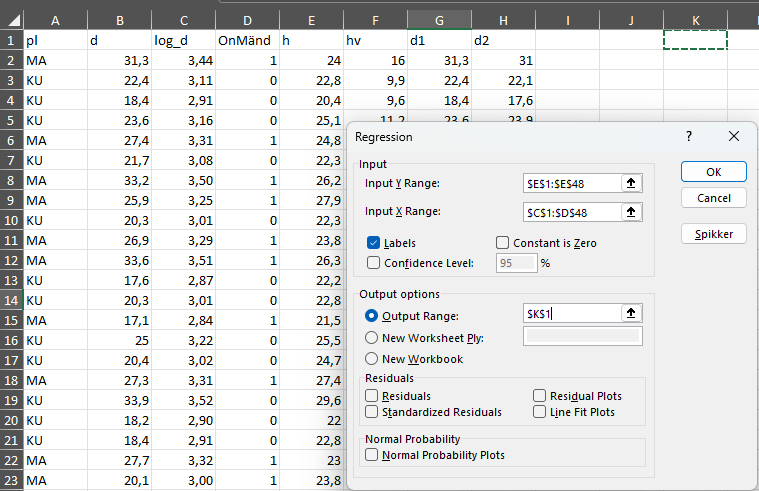 A B C D E F G H I J K L
1 pl d log_d OnMänd h hv d1 d2
2 MA 31,3 3,44 1 24 16 31,3 31
3 KU 22,4 3,11 0 22,8 9,9 22,4 22,1
4 KU 18,4 2,91 0 20,4 9,6 18,4 17,6
5 KU 23,6 3,16 0 25,1 11,2 23,6 23,9
6 MA 27,4 3,31 1 24,8
7 KU 21,7 3,08 0 22,3
8 MA 33,2 3,50 1 26,2
9 MA 25,9 3,25 1 27,9
10 KU 20,3 3,01 0 22,3
11 MA 26,9 3,29 1 23,8
12 MA 33,6 3,51 1 26,3
13 KU 17,6 2,87 0 22,2
14 KU 20,3 3,01 0 22,8
15 MA 17,1 2,84 1 21,5
16 KU 25 3,22 0 25,5
17 KU 20,4 3,02 0 24,7
18 MA 27,3 3,31 1 27,4
19 KU 33,9 3,52 0 29,6
20 KU 18,2 2,90 0 22
21 KU 18,4 2,91 0 22,8
22 MA 27,7 3,32 1 23
23 MA 20,1 3,00 1 23,8
Regression ?
Input
Input Y Range: $E$1:$E$48
Input X Range: $C$1:$D$48
Labels Constant is Zero
Confidence Level: 95 %
OK
Cancel
Spikker
Output options
Output Range: $K$1
New Worksheet Ply:
New Workbook
Residuals
Residuals Residual Plots
Standardized Residuals Line Fit Plots
Normal Probability
Normal Probability Plots